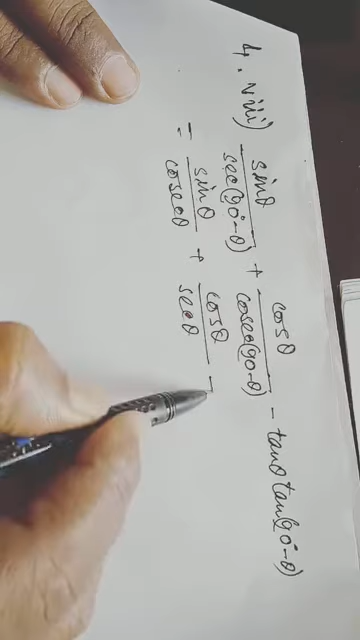 4. viii) sinθ/sec(90°-θ) + cosθ/cosec(90-θ) - tanθ tan(90°-θ)
= sinθ/cosecθ + cosθ/secθ -